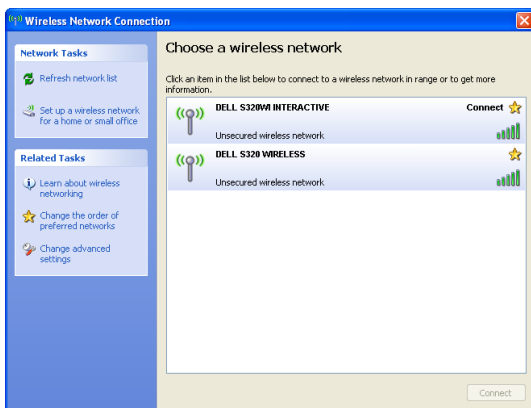 Wireless Network Connection
Network Tasks
Refresh network list
Set up a wireless network
for a home or small office
Related Tasks
Learn about wireless
networking
Change the order of
preferred networks
Change advanced
settings
Choose a wireless network
Click an item in the list below to connect to a wireless network in range or to get more
information.
DELL S320WI INTERACTIVE
Connect
Unsecured wireless network
DELL S320 WIRELESS
Unsecured wireless network
Connect